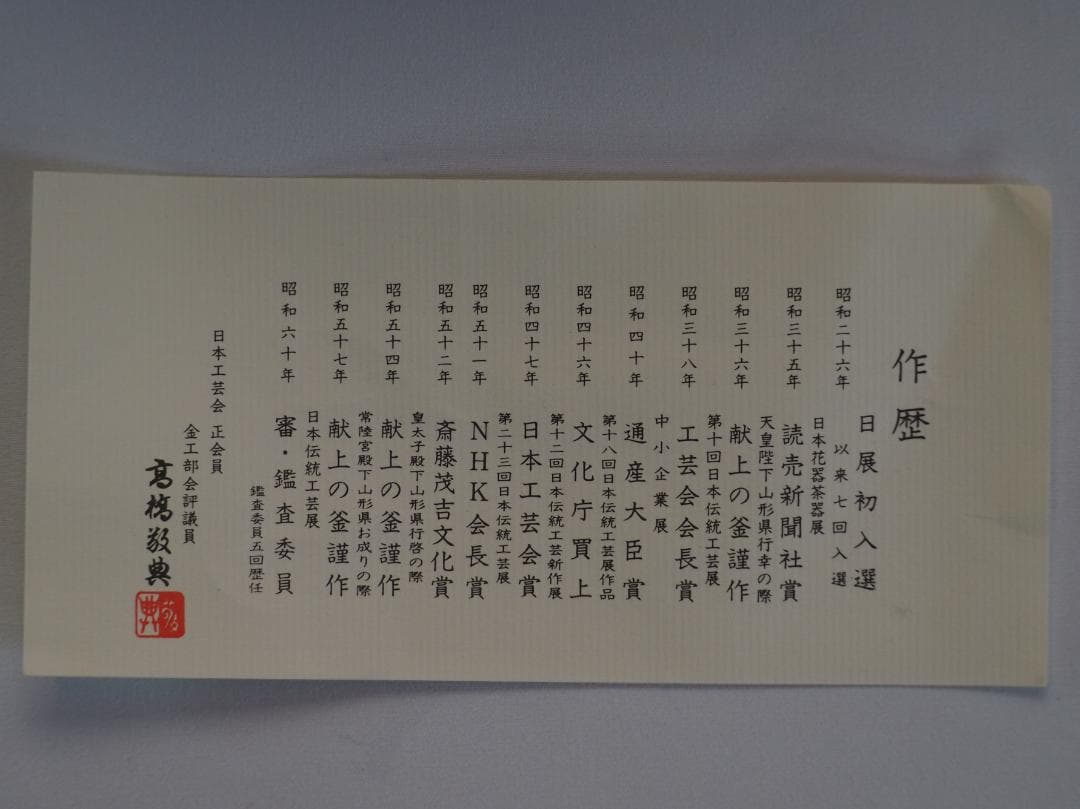 作歴
昭和二十六年 日展初入選
以来七回入選
日本花器茶器展
昭和三十五年 読売新聞社賞
天皇陛下山形県行幸の際
昭和三十六年 献上の釜謹作
第十回日本伝統工芸展
昭和三十八年 工芸会会長賞
中小企業展
昭和四十年 通産大臣賞
第十八回日本伝統工芸展作品
昭和四十六年 文化庁買上
第十二回日本伝統工芸新作展
昭和四十七年 日本工芸会賞
第二十三回日本伝統工芸展
昭和五十一年 NHK会長賞
昭和五十二年 斎藤茂吉文化賞
皇太子殿下山形県行啓の際
昭和五十四年 献上の釜謹作
常陸宮殿下山形県お成りの際
昭和五十七年 献上の釜謹作
日本伝統工芸展
昭和六十年 審・鑑査委員
鑑査委員五回歴任
日本工芸会 正会員
金工部会評議員
高橋敬典
敬典